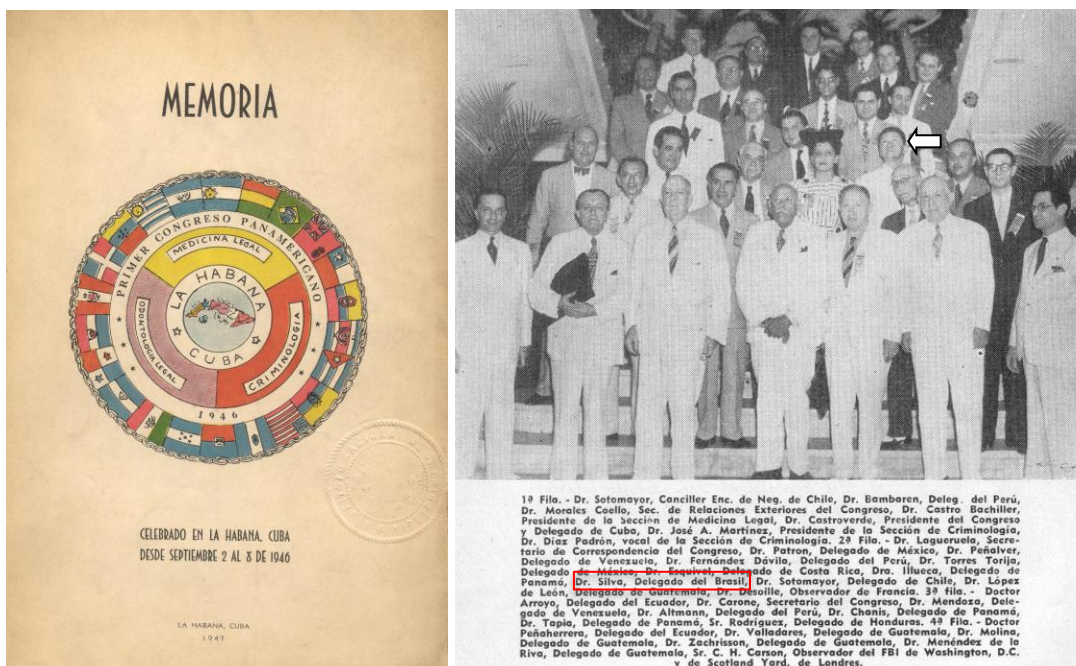 MEMORIA
PRIMER CONGRESO PANAMERICANO
MEDICINA LEGAL
ODONTOLOGIA LEGAL
CRIMINOLOGIA
LA HABANA
CUBA
1946
CELEBRADO EN LA HABANA, CUBA
DESDE SEPTIEMBRE 2 AL 8 DE 1946
LA HABANA, CUBA
1947
1ª Fila. - Dr. Sotomayor, Canciller Enc. de Neg. de Chile, Dr. Bambaren, Deleg. del Perú,
Dr. Morales Coello, Sec. de Relaciones Exteriores del Congreso, Dr. Castro Bachiller,
Presidente de la Sección de Medicina Legal, Dr. Castroverde, Presidente del Congreso
y Delegado de Cuba, Dr. José A. Martínez, Presidente de la Sección de Criminología,
Dr. Díaz Padrón, vocal de la Sección de Criminología. 2ª Fila. - Dr. Lagueruela, Secre-
tario de Correspondencia del Congreso, Dr. Patron, Delegado de México, Dr. Peñalver,
Delegado de Venezuela, Dr. Fernández Dávila, Delegado del Perú, Dr. Torres Torija,
Delegado de México, Dr. Esquivel, Delegado de Costa Rica, Dra. Illueca, Delegado de
Panamá, Dr. Silva, Delegado del Brasil, Dr. Sotomayor, Delegado de Chile, Dr. López
de León, Delegado de Guatemala, Dr. Desoille, Observador de Francia. 3ª fila. - Doctor
Arroyo, Delegado del Ecuador, Dr. Carone, Secretario del Congreso, Dr. Mendoza, Dele-
gado de Venezuela, Dr. Altmann, Delegado del Perú, Dr. Chanis, Delegado de Panamá,
Dr. Tapia, Delegado de Panamá, Sr. Rodríguez, Delegado de Honduras. 4ª Fila. - Doctor
Peñaherrera, Delegado del Ecuador, Dr. Valladares, Delegado de Guatemala, Dr. Molina,
Delegado de Guatemala, Dr. Zachrisson, Delegado de Guatemala, Dr. Menéndez de la
Riva, Delegado de Guatemala, Sr. C. H. Carson, Observador del FBI de Washington, D.C.
y de Scotland Yard, de Londres.